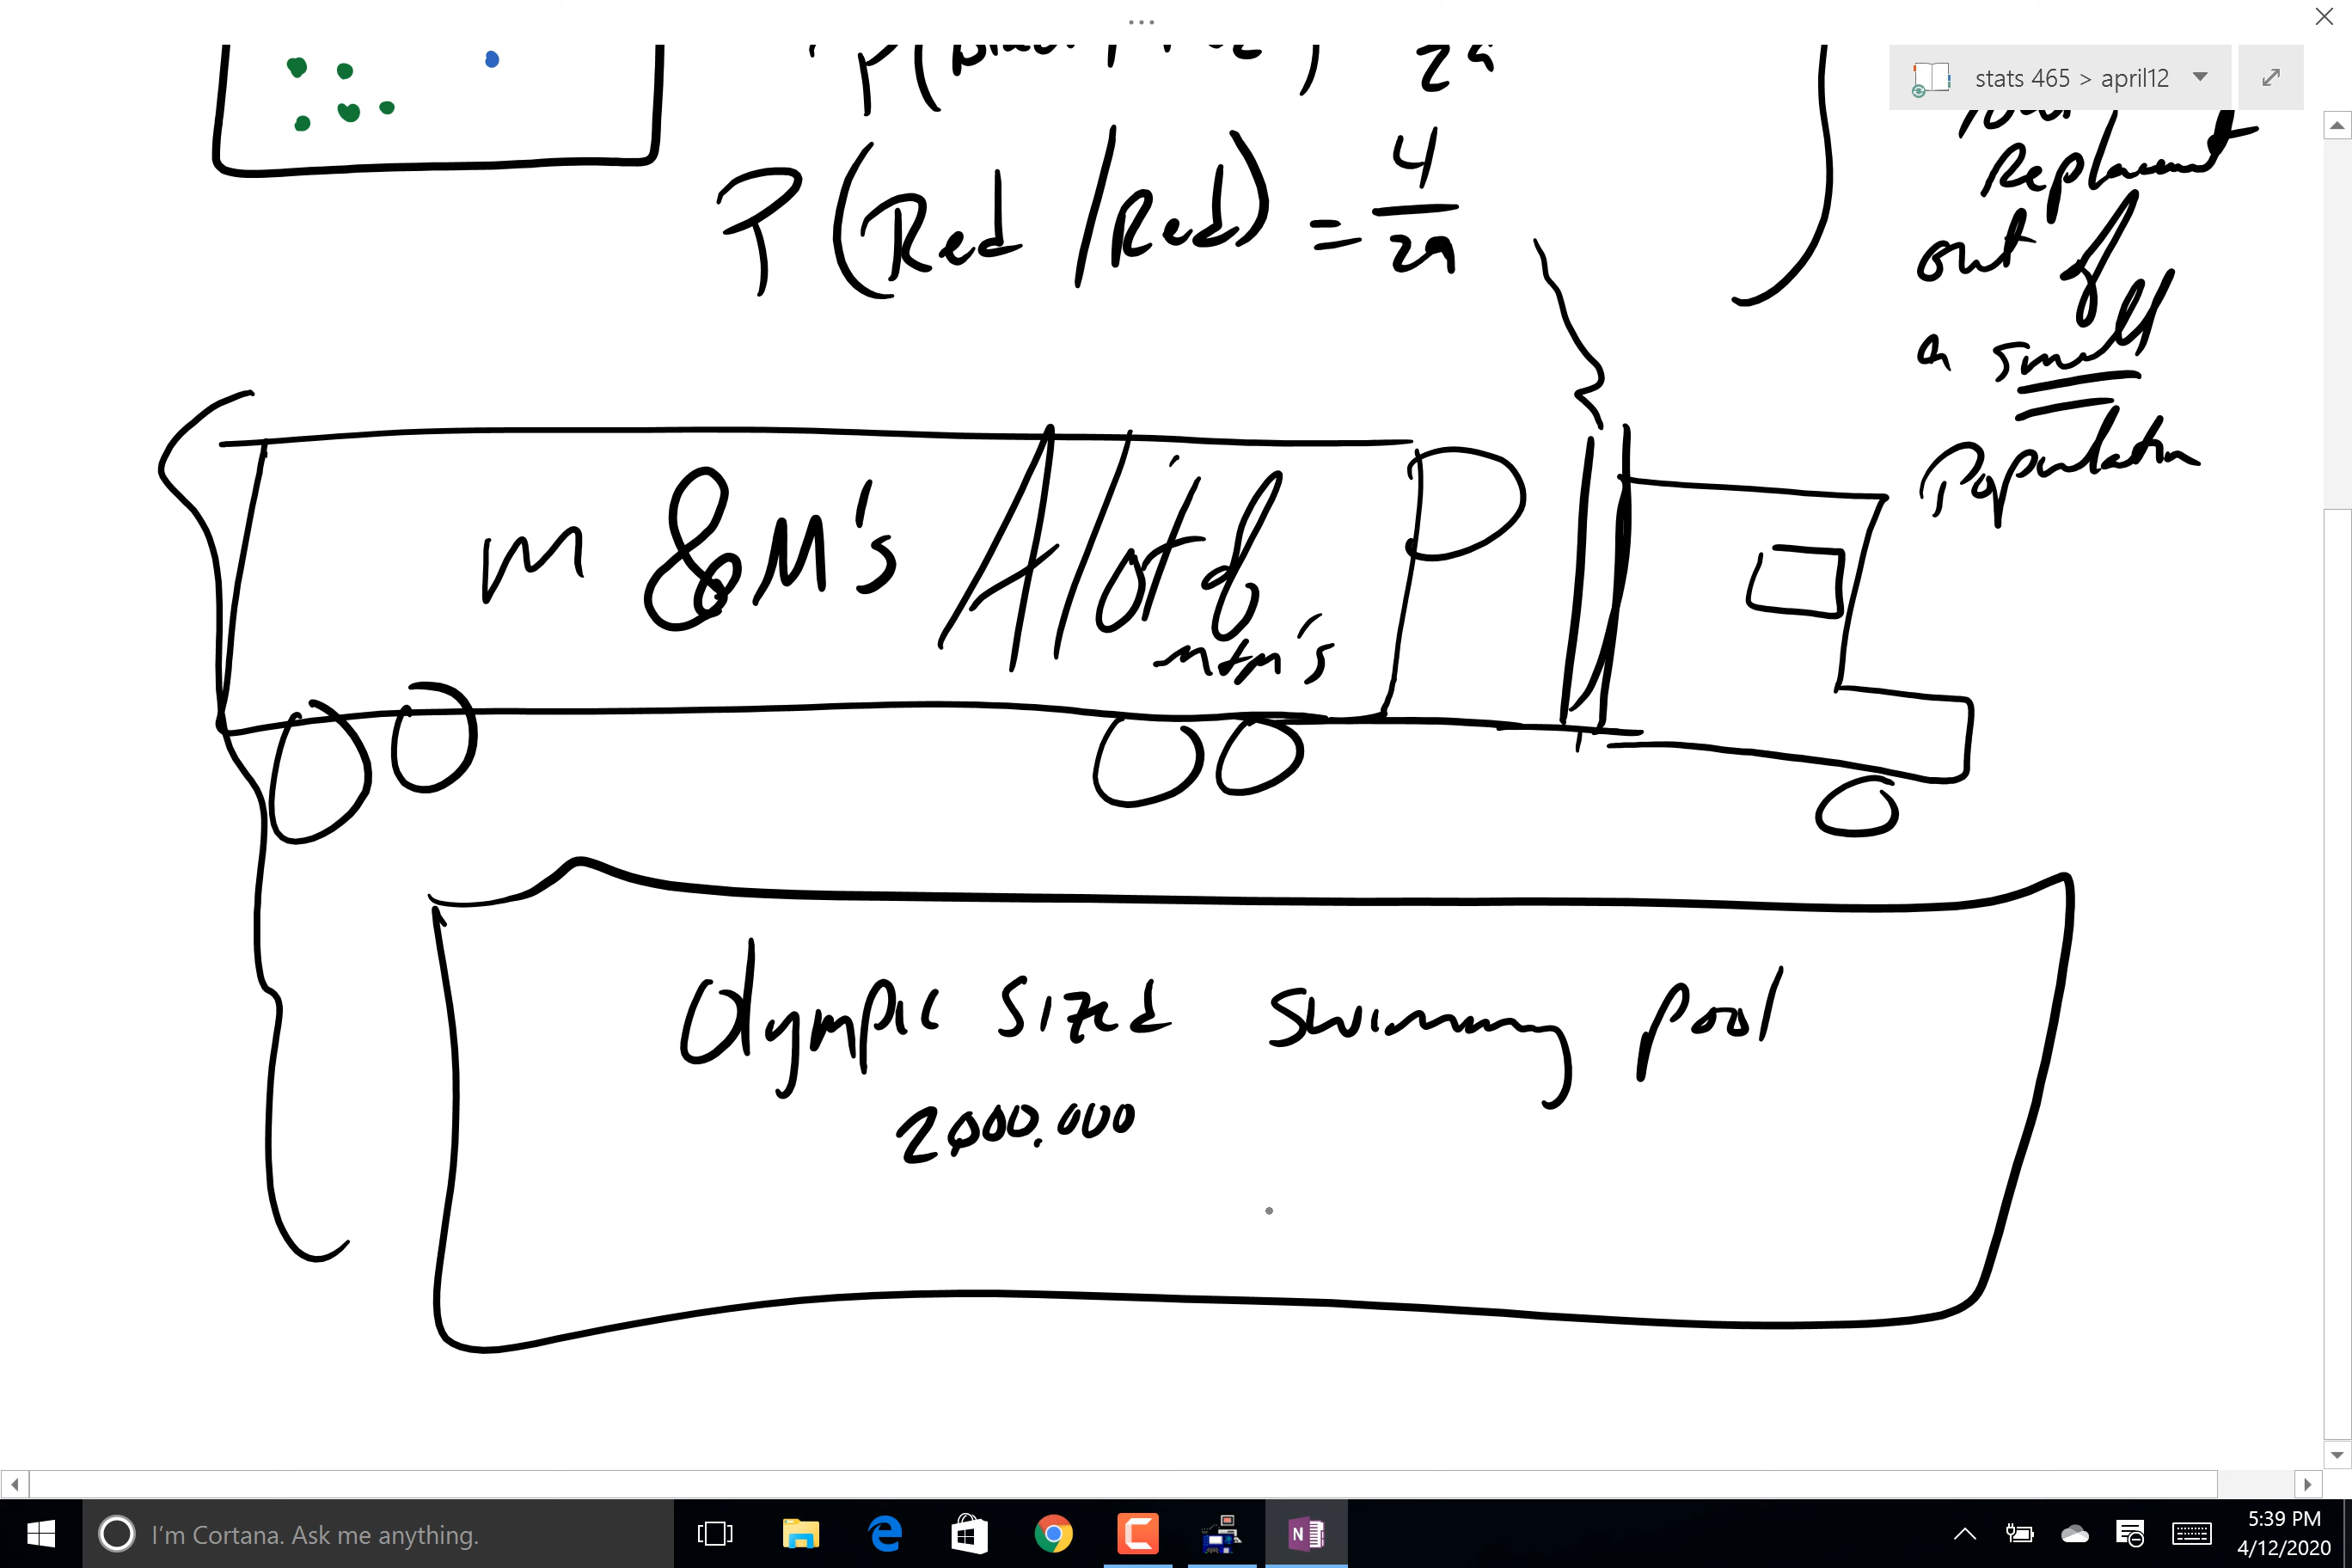 stats 465 > april12
Replacement
out of
a small
Population
P(Red/Red) = 4/29
m &M's A lot of
m&m's
Olympic Sized Swimming pool
2000.000
I'm Cortana. Ask me anything.
5:39 PM
4/12/2020